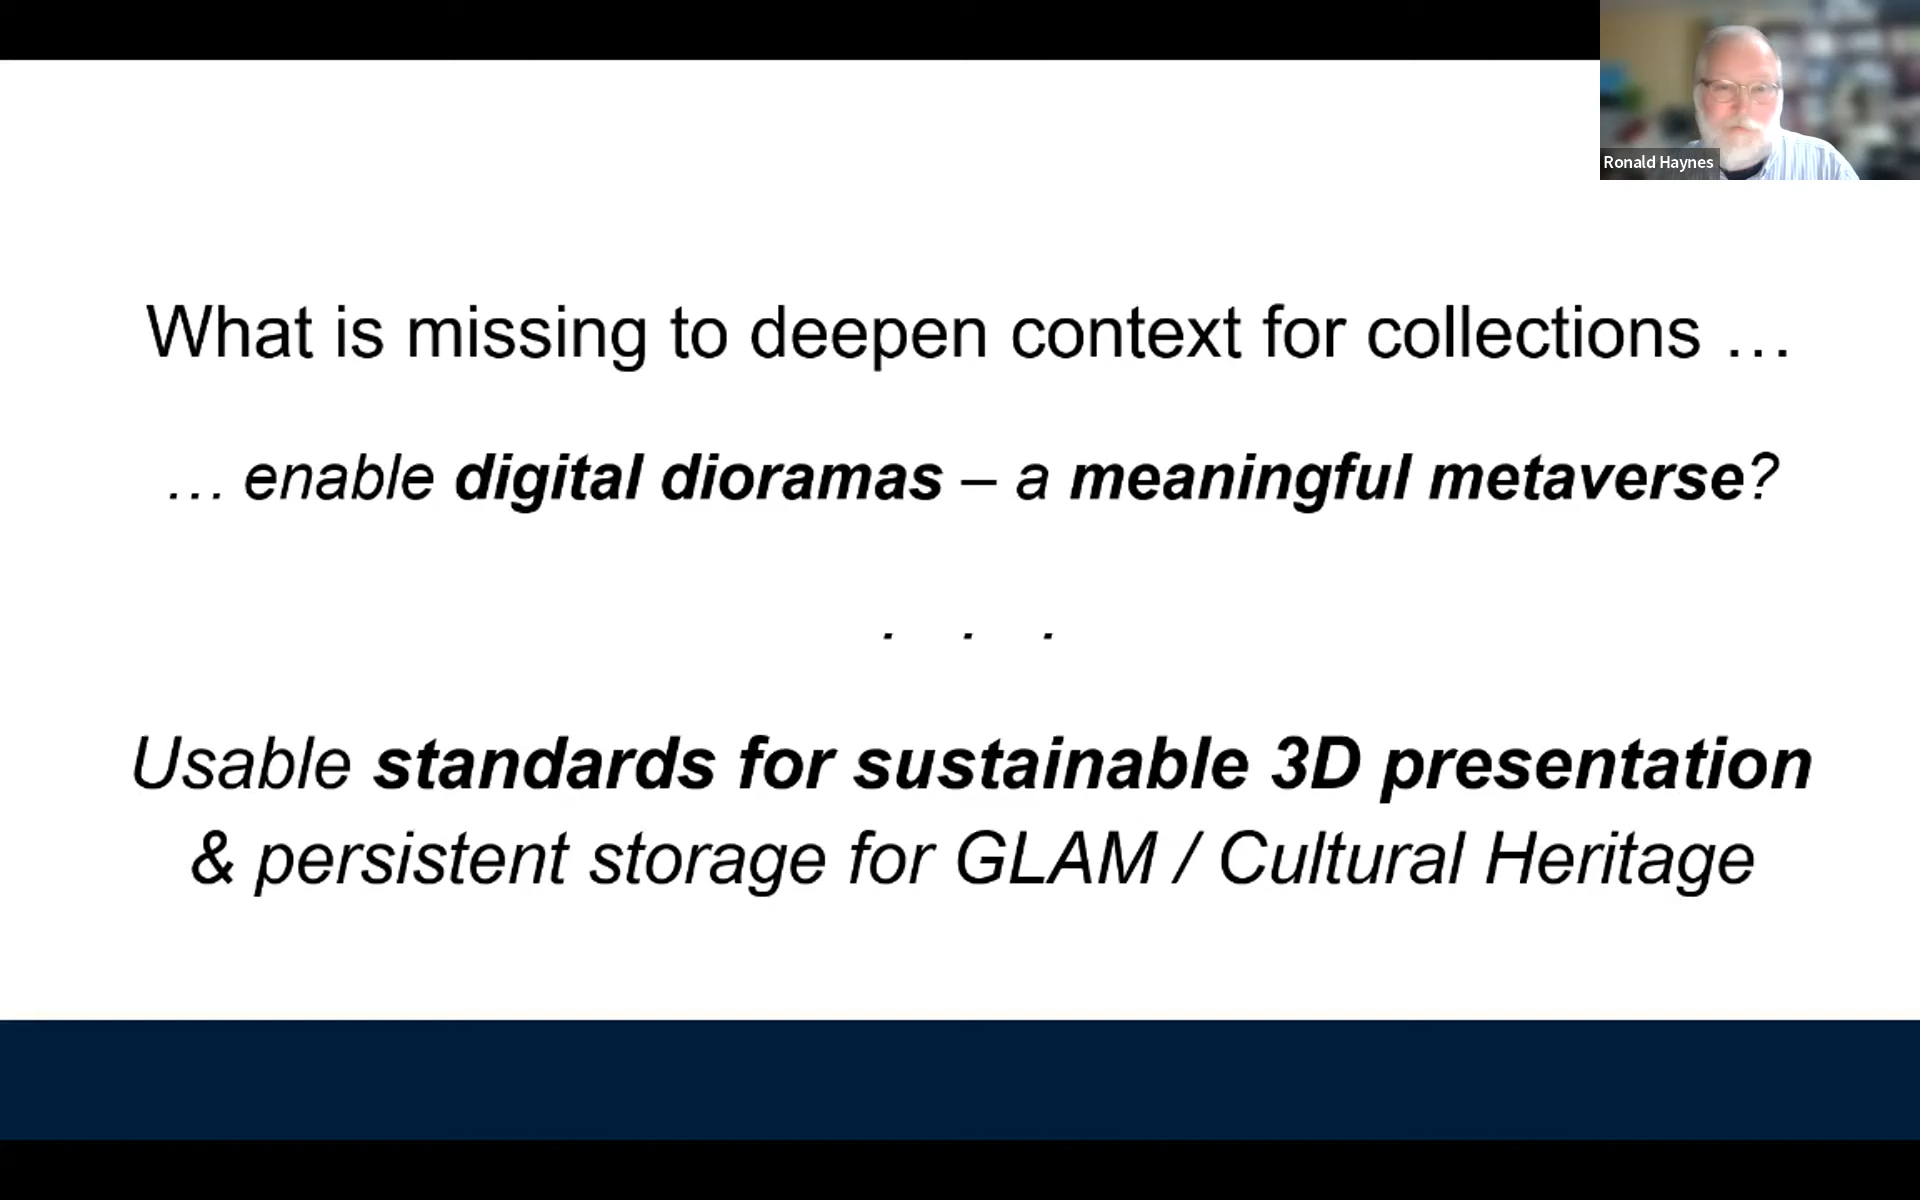 Ronald Haynes
What is missing to deepen context for collections …
… enable digital dioramas – a meaningful metaverse?
. . .
Usable standards for sustainable 3D presentation
& persistent storage for GLAM / Cultural Heritage